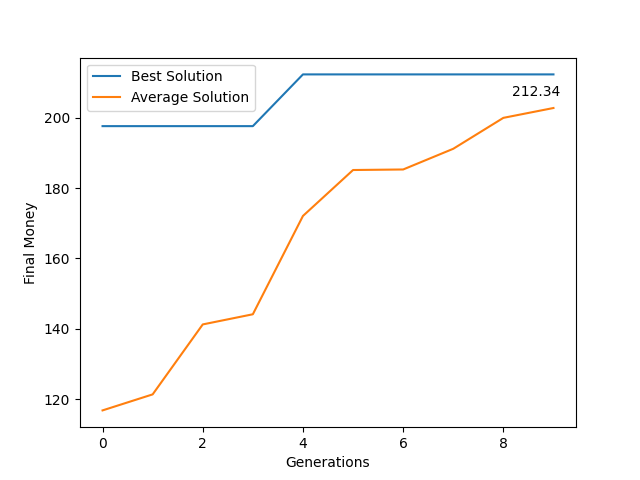 Best Solution
Average Solution
212.34
200
180
160
140
120
Final Money
0 2 4 6 8
Generations